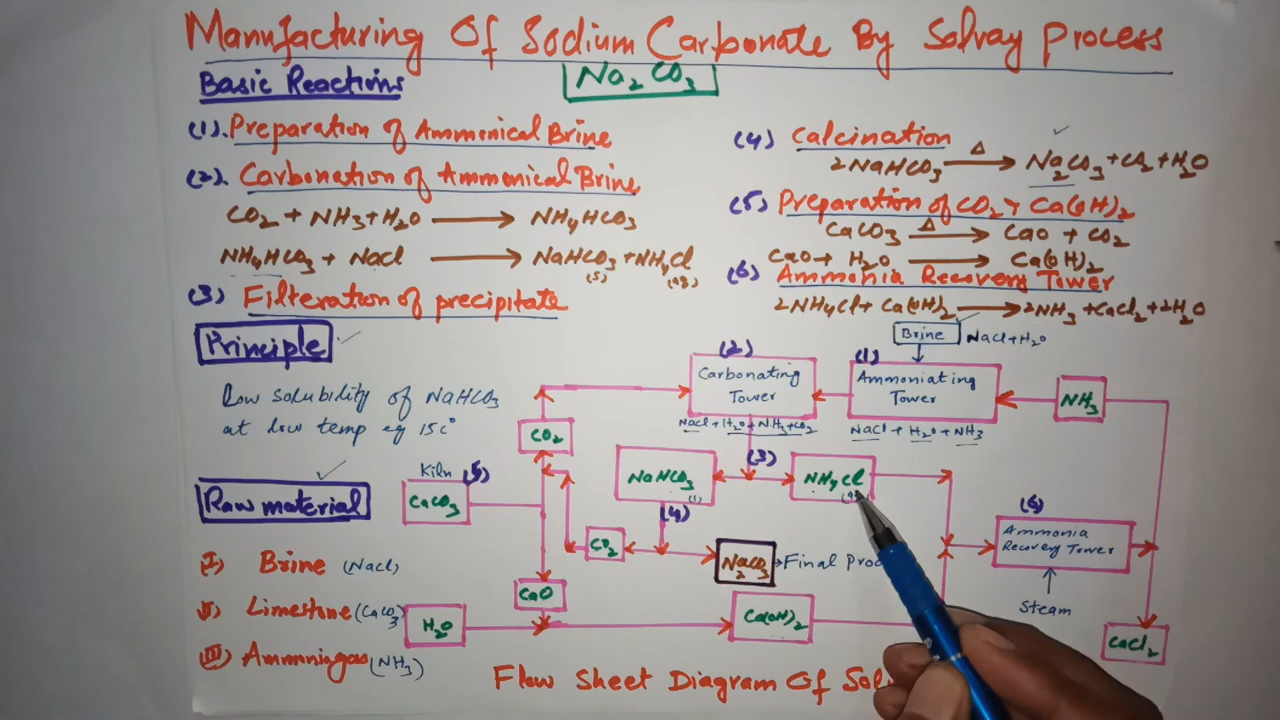 Manufacturing Of Sodium Carbonate By Solvay Process
Basic Reactions
Na2CO3
(1). Preparation of Ammonical Brine
(2). Carbonation of Ammonical Brine
CO2 + NH3 + H2O → NH4HCO3
NH4HCO3 + NaCl → NaHCO3 + NH4Cl
(s) (aq)
(3) Filteration of precipitate
(4) Calcination
2NaHCO3 —Δ→ Na2CO3 + CO2 + H2O
(5) Preparation of CO2 + Ca(OH)2
CaCO3 —Δ→ CaO + CO2
CaO + H2O → Ca(OH)2
(6) Ammonia Recovery Tower
2NH4Cl + Ca(OH)2 → 2NH3 + CaCl2 + 2H2O
Principle
Low solubility of NaHCO3
at low temp eg 15c°
Raw material
I) Brine (NaCl)
II) Limestone (CaCO3)
III) Ammoningas (NH3)
Brine
NaCl + H2O
(2)
Carbonating
Tower
NaCl + H2O + NH3 + CO2
(1)
Ammoniating
Tower
NaCl + H2O + NH3
NH3
CO2
Kiln
(5)
CaCO3
(3)
NaHCO3
(s)
NH4Cl
(4)
CO2
Na2CO3
Final
CaO
H2O
Ca(OH)2
(6)
Ammonia
Recovery Tower
Steam
CaCl2
Flow Sheet Diagram Of